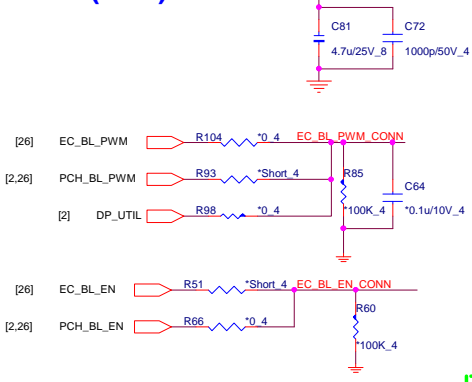 C81 C72
4.7u/25V_8 1000p/50V_4
[26] EC_BL_PWM R104 *0_4 EC_BL_PWM_CONN
[2,26] PCH_BL_PWM R93 *Short_4 R85
C64
[2] DP_UTIL R98 *0_4 *100K_4 *0.1u/10V_4
[26] EC_BL_EN R51 *Short_4 EC_BL_EN_CONN
R60
[2,26] PCH_BL_EN R66 *0_4
*100K_4